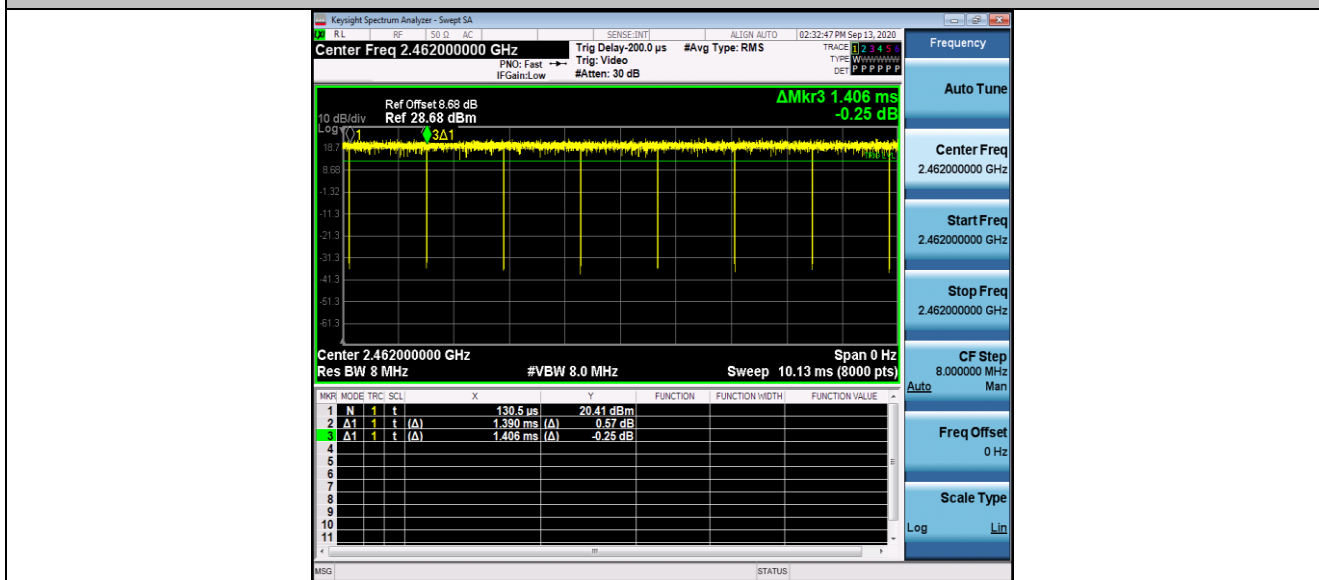 Keysight Spectrum Analyzer - Swept SA
RL RF 50 Ω AC SENSE:INT ALIGN AUTO 02:32:47 PM Sep 13, 2020
Center Freq 2.462000000 GHz
PNO: Fast
IFGain:Low
Trig Delay-200.0 µs
Trig: Video
#Atten: 30 dB
#Avg Type: RMS
TRACE 1 2 3 4 5 6
TYPE WWWWWW
DET P P P P P P
ΔMkr3 1.406 ms
-0.25 dB
Ref Offset 8.68 dB
10 dB/div Ref 28.68 dBm
Log
1
3Δ1
18.7
8.68
-1.32
-11.3
-21.3
-31.3
-41.3
-51.3
-61.3
Center 2.462000000 GHz Span 0 Hz
Res BW 8 MHz #VBW 8.0 MHz Sweep 10.13 ms (8000 pts)
MKR MODE TRC SCL X Y FUNCTION FUNCTION WIDTH FUNCTION VALUE
1 N 1 t 130.5 µs 20.41 dBm
2 Δ1 1 t (Δ) 1.390 ms (Δ) 0.57 dB
3 Δ1 1 t (Δ) 1.406 ms (Δ) -0.25 dB
4
5
6
7
8
9
10
11
MSG STATUS
Frequency
Auto Tune
Center Freq
2.462000000 GHz
Start Freq
2.462000000 GHz
Stop Freq
2.462000000 GHz
CF Step
8.000000 MHz
Auto Man
Freq Offset
0 Hz
Scale Type
Log Lin